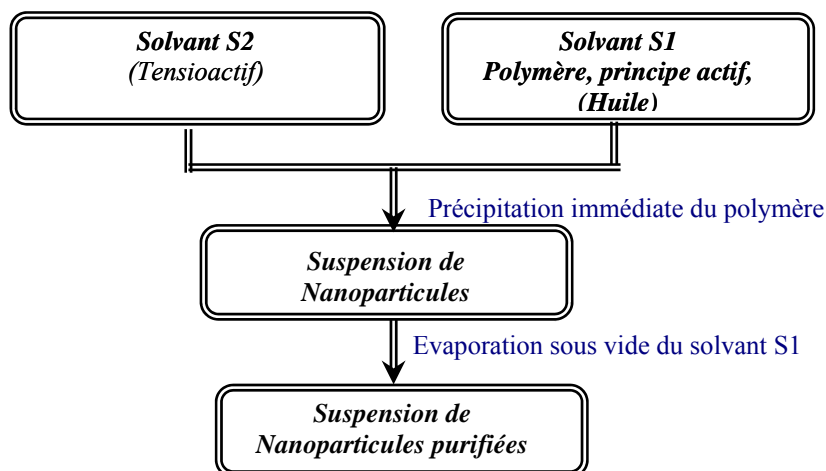 Solvant S2
(Tensioactif)
Solvant S1
Polymère, principe actif,
(Huile)
Précipitation immédiate du polymère
Suspension de
Nanoparticules
Evaporation sous vide du solvant S1
Suspension de
Nanoparticules purifiées